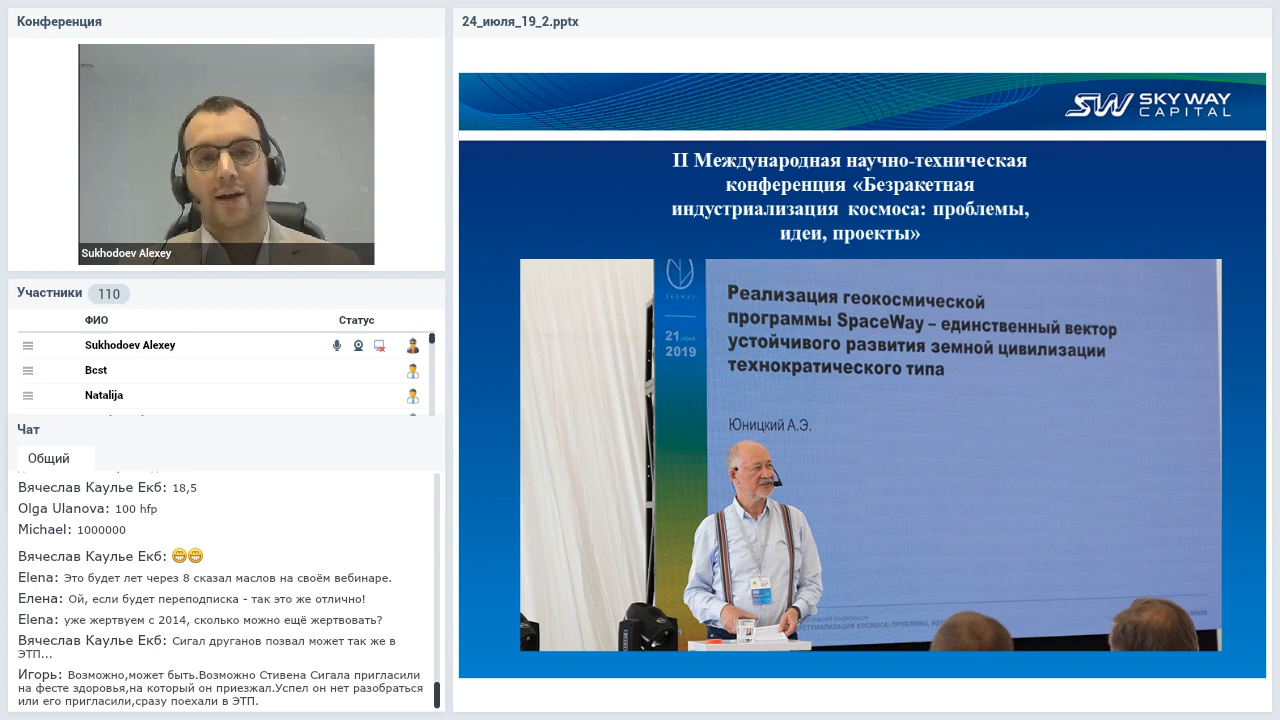 Конференция
Sukhodoev Alexey
Участники 110
ФИО Статус
Sukhodoev Alexey
Bcst
Natalija
Чат
Общий
Вячеслав Каулье Екб: 18,5
Olga Ulanova: 100 hfp
Michael: 1000000
Вячеслав Каулье Екб: 😁😁
Elena: Это будет лет через 8 сказал маслов на своём вебинаре.
Елена: Ой, если будет переподписка - так это же отлично!
Elena: уже жертвуем с 2014, сколько можно ещё жертвовать?
Вячеслав Каулье Екб: Сигал друганов позвал может так же в
ЭТП...
Игорь: Возможно,может быть.Возможно Стивена Сигала пригласили
на фесте здоровья,на который он приезжал.Успел он нет разобраться
или его пригласили,сразу поехали в ЭТП.
24_июля_19_2.pptx
SW SKY WAY
CAPITAL
II Международная научно-техническая
конференция «Безракетная
индустриализация космоса: проблемы,
идеи, проекты»
SKYWAY
21 июня
2019
Реализация геокосмической
программы SpaceWay – единственный вектор
устойчивого развития земной цивилизации
технократического типа
Юницкий А.Э.